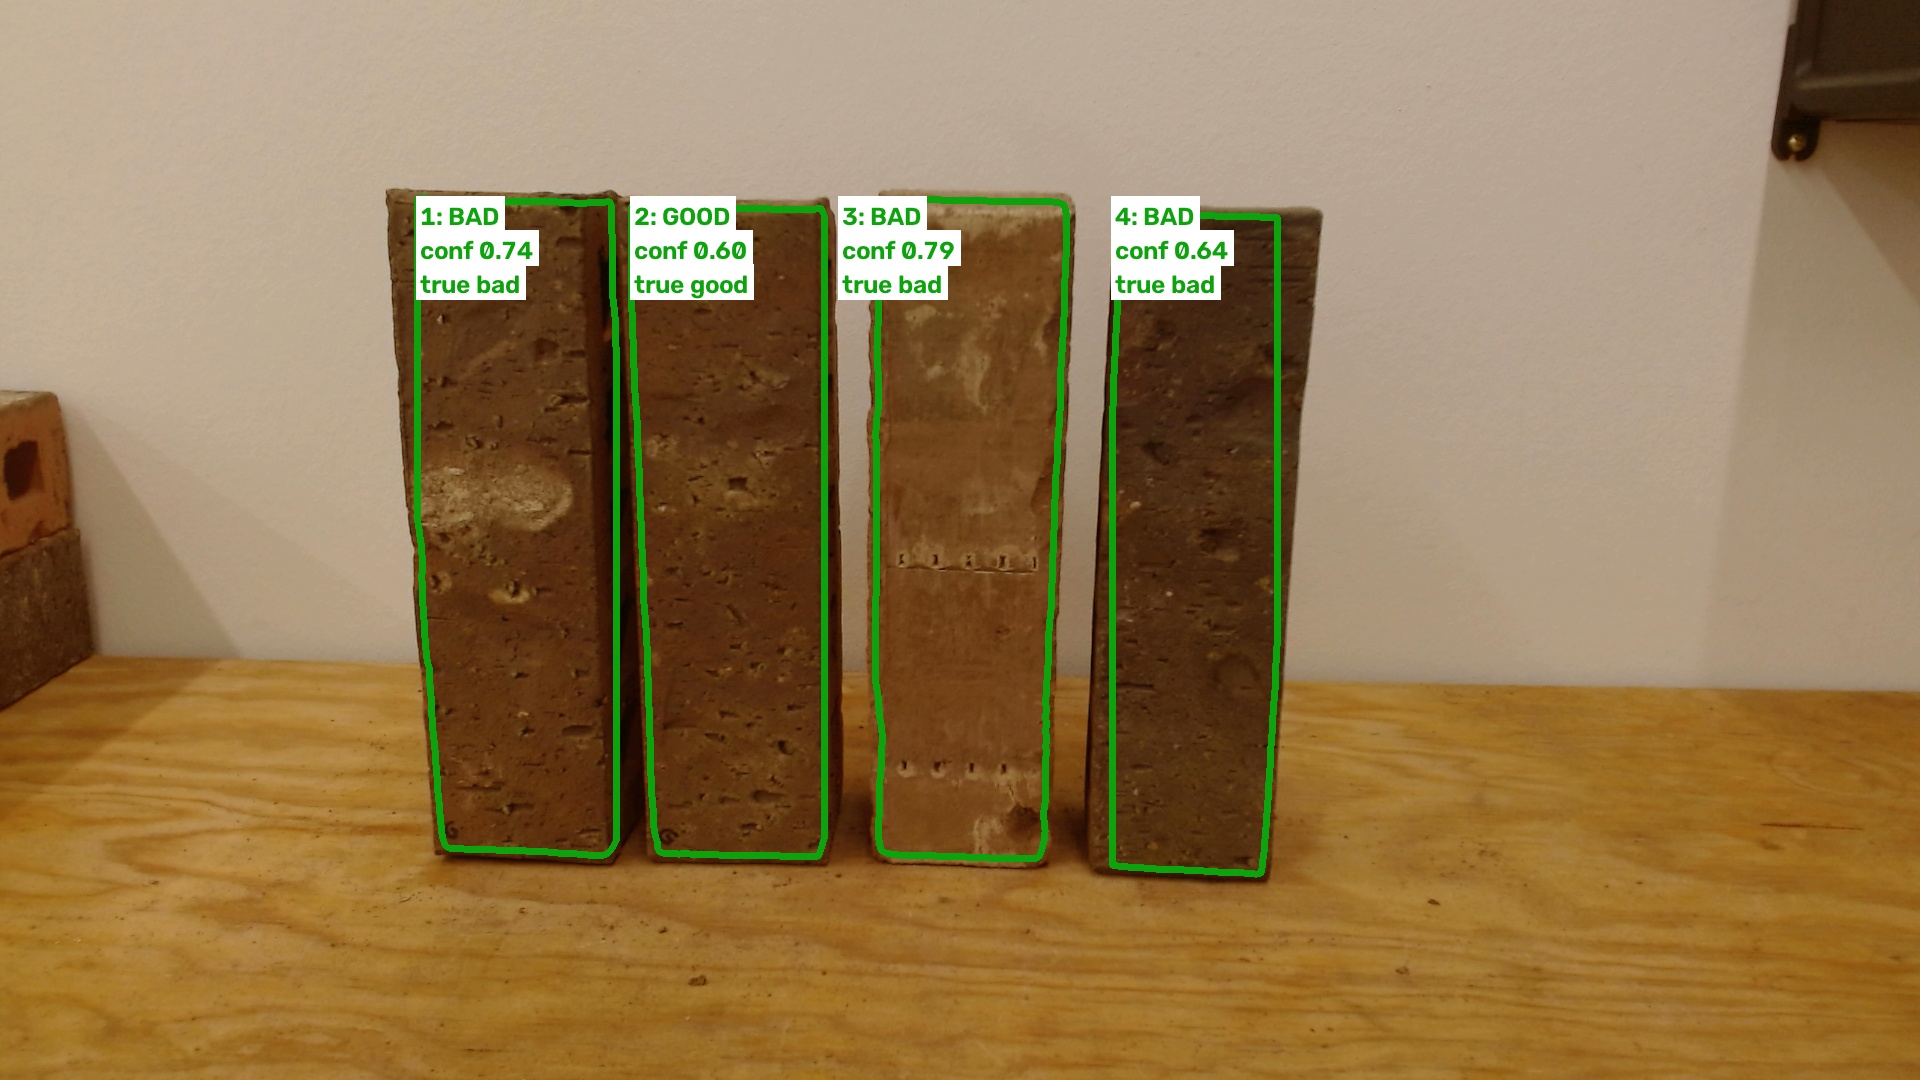 1: BAD
conf 0.74
true bad
2: GOOD
conf 0.60
true good
3: BAD
conf 0.79
true bad
4: BAD
conf 0.64
true bad